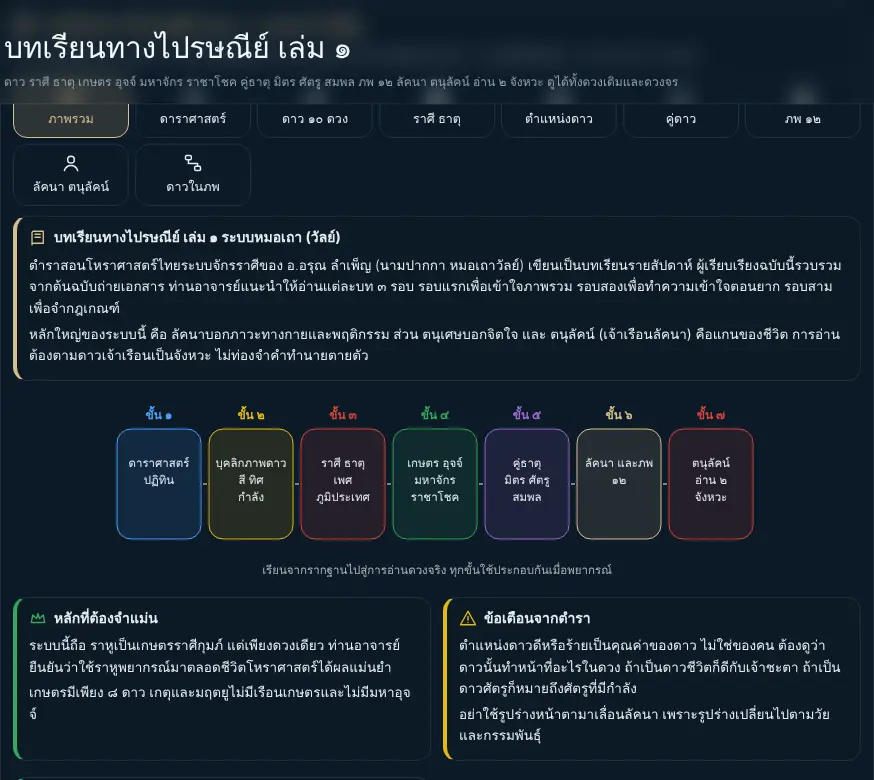 บทเรียนทางไปรษณีย์ เล่ม ๑
ดาว ราศี ธาตุ เกษตร อุจจ์ มหาจักร ราชาโชค คู่ธาตุ มิตร ศัตรู สมพล ภพ ๑๒ ลัคนา ตนุลัคน์ อ่าน ๒ จังหวะ ดูได้ทั้งดวงเดิมและดวงจร
ภาพรวม
ดาราศาสตร์
ดาว ๑๐ ดวง
ราศี ธาตุ
ตำแหน่งดาว
คู่ดาว
ภพ ๑๒
ลัคนา ตนุลัคน์
ดาวในภพ
บทเรียนทางไปรษณีย์ เล่ม ๑ ระบบหมอเถา (วัลย์)
ตำราสอนโหราศาสตร์ไทยระบบจักรราศีของ อ.อรุณ ลำเพ็ญ (นามปากกา หมอเถาวัลย์) เขียนเป็นบทเรียนรายสัปดาห์ ผู้เรียบเรียงฉบับนี้รวบรวม
จากต้นฉบับถ่ายเอกสาร ท่านอาจารย์แนะนำให้อ่านแต่ละบท ๓ รอบ รอบแรกเพื่อเข้าใจภาพรวม รอบสองเพื่อทำความเข้าใจตอนยาก รอบสาม
เพื่อจำกฎเกณฑ์
หลักใหญ่ของระบบนี้ คือ ลัคนาบอกภาวะทางกายและพฤติกรรม ส่วน ตนุเศษบอกจิตใจ และ ตนุลัคน์ (เจ้าเรือนลัคนา) คือแกนของชีวิต การอ่าน
ต้องตามดาวเจ้าเรือนเป็นจังหวะ ไม่ท่องจำคำทำนายตายตัว
ขั้น ๑
ขั้น ๒
ขั้น ๓
ขั้น ๔
ขั้น ๕
ขั้น ๖
ขั้น ๗
ดาราศาสตร์
ปฏิทิน
บุคลิกภาพดาว
สี ทิศ
กำลัง
ราศี ธาตุ
เพศ
ภูมิประเทศ
เกษตร อุจจ์
มหาจักร
ราชาโชค
คู่ธาตุ
มิตร ศัตรู
สมพล
ลัคนา และภพ
๑๒
ตนุลัคน์
อ่าน ๒
จังหวะ
เรียนจากรากฐานไปสู่การอ่านดวงจริง ทุกขั้นใช้ประกอบกันเมื่อพยากรณ์
หลักที่ต้องจำแม่น
ระบบนี้ถือ ราหูเป็นเกษตรราศีกุมภ์ แต่เพียงดวงเดียว ท่านอาจารย์
ยืนยันว่าใช้ราหูพยากรณ์มาตลอดชีวิตโหราศาสตร์ได้ผลแม่นยำ
เกษตรมีเพียง ๘ ดาว เกตุและมฤตยูไม่มีเรือนเกษตรและไม่มีมหาอุจ
จ์
ข้อเตือนจากตำรา
ตำแหน่งดาวดีหรือร้ายเป็นคุณค่าของดาว ไม่ใช่ของคน ต้องดูว่า
ดาวนั้นทำหน้าที่อะไรในดวง ถ้าเป็นดาวชีวิตก็ดีกับเจ้าชะตา ถ้าเป็น
ดาวศัตรูก็หมายถึงศัตรูที่มีกำลัง
อย่าใช้รูปร่างหน้าตามาเลื่อนลัคนา เพราะรูปร่างเปลี่ยนไปตามวัย
และกรรมพันธุ์